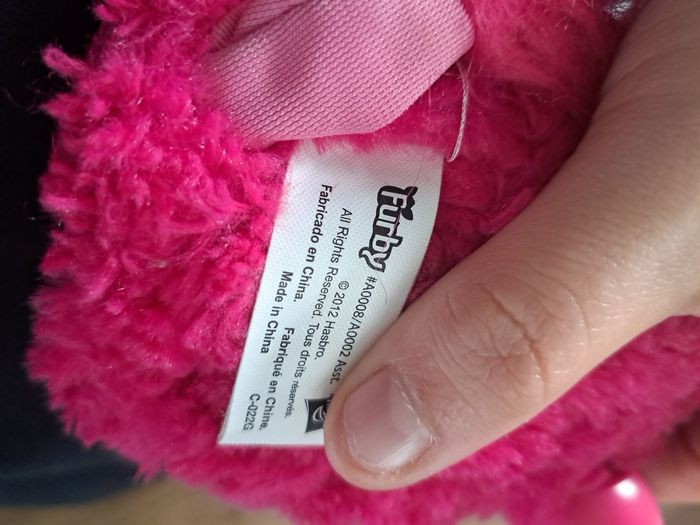 Furby #A0008/A0002 Asst.
© 2012 Hasbro.
All Rights Reserved. Tous droits réservés.
Fabricado en China. Fabriqué en Chine.
Made in China C-022G